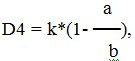 a
D4 = k*(1- ——),
b